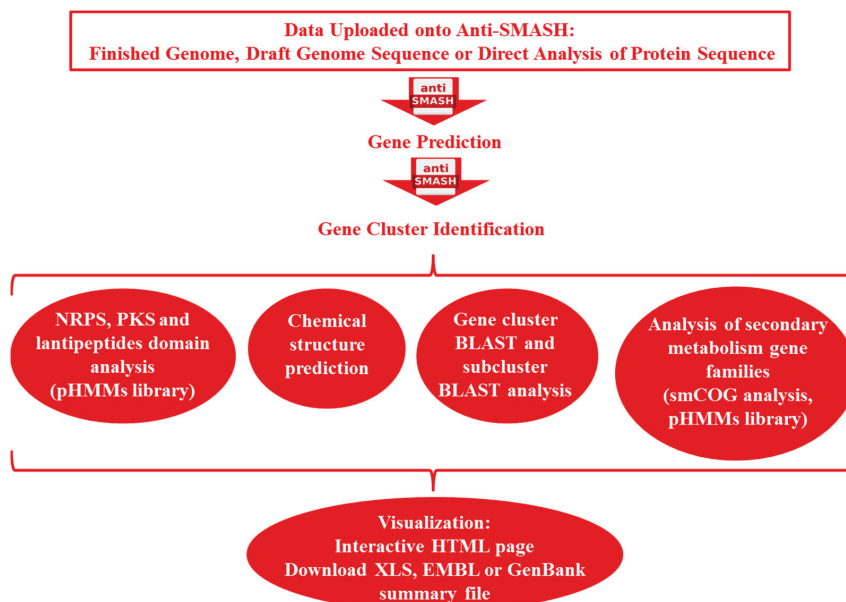 Data Uploaded onto Anti-SMASH:
Finished Genome, Draft Genome Sequence or Direct Analysis of Protein Sequence
anti
SMASH
Gene Prediction
anti
SMASH
Gene Cluster Identification
NRPS, PKS and
lantipeptides domain
analysis
(pHMMs library)
Chemical
structure
prediction
Gene cluster
BLAST and
subcluster
BLAST analysis
Analysis of secondary
metabolism gene
families
(smCOG analysis,
pHMMs library)
Visualization:
Interactive HTML page
Download XLS, EMBL or GenBank
summary file